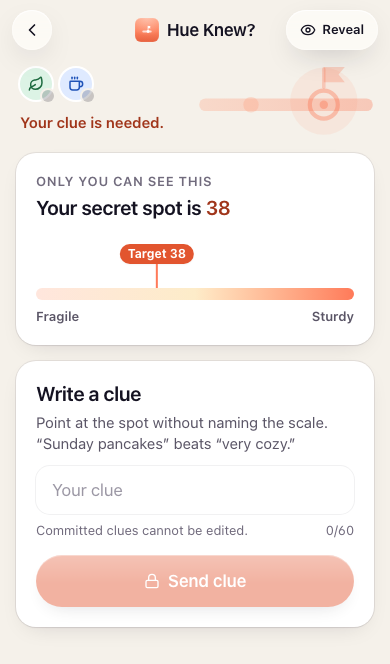 Hue Knew?
Reveal
Your clue is needed.
ONLY YOU CAN SEE THIS
Your secret spot is 38
Target 38
Fragile
Sturdy
Write a clue
Point at the spot without naming the scale.
“Sunday pancakes” beats “very cozy.”
Your clue
Committed clues cannot be edited.
0/60
Send clue